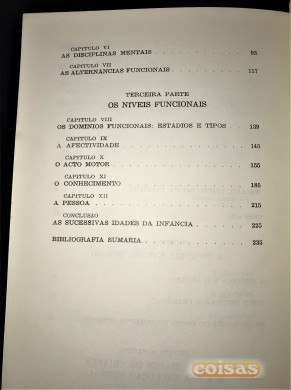 CAPITULO VI
AS DISCIPLINAS MENTAIS . . . . . . . . . . . . . 95
CAPITULO VII
AS ALTERNÂNCIAS FUNCIONAIS . . . . . . . . . . 117
TERCEIRA PARTE
OS NIVEIS FUNCIONAIS
CAPITULO VIII
OS DOMINIOS FUNCIONAIS: ESTADIOS E TIPOS . . 139
CAPITULO IX
A AFECTIVIDADE . . . . . . . . . . . . . 145
CAPITULO X
O ACTO MOTOR . . . . . . . . . . . . . 155
CAPITULO XI
O CONHECIMENTO . . . . . . . . . . . . . 185
CAPITULO XII
A PESSOA . . . . . . . . . . . . . 215
CONCLUSÃO
AS SUCESSIVAS IDADES DA INFANCIA . . . . . . 225
BIBLIOGRAFIA SUMARIA . . . . . . . . . . 235
coisas